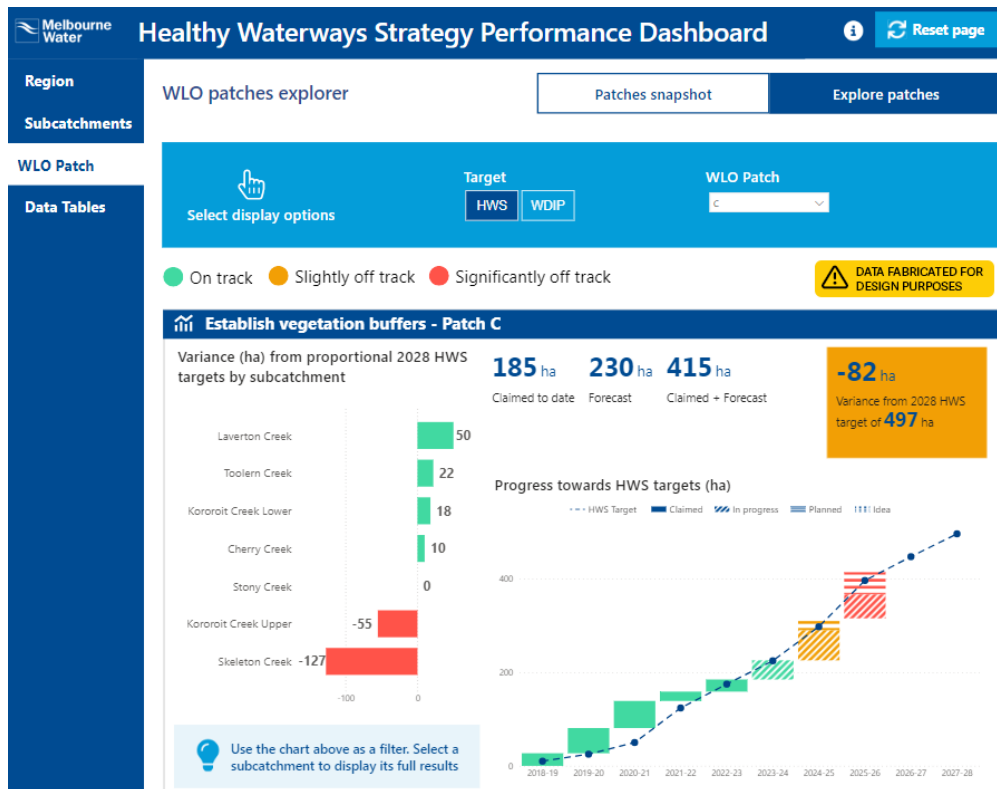 Melbourne
Water
Healthy Waterways Strategy Performance Dashboard
i
Reset page
Region
Subcatchments
WLO Patch
Data Tables
WLO patches explorer
Patches snapshot
Explore patches
Select display options
Target
HWS
WDIP
WLO Patch
c
On track
Slightly off track
Significantly off track
DATA FABRICATED FOR
DESIGN PURPOSES
Establish vegetation buffers - Patch C
Variance (ha) from proportional 2028 HWS
targets by subcatchment
Laverton Creek
50
Toolern Creek
22
Kororoit Creek Lower
18
Cherry Creek
10
Stony Creek
0
Kororoit Creek Upper
-55
Skeleton Creek
-127
-100
0
Use the chart above as a filter. Select a
subcatchment to display its full results
185 ha
Claimed to date
230 ha
Forecast
415 ha
Claimed + Forecast
-82 ha
Variance from 2028 HWS
target of 497 ha
Progress towards HWS targets (ha)
HWS Target
Claimed
In progress
Planned
Idea
400
200
0
2018-19
2019-20
2020-21
2021-22
2022-23
2023-24
2024-25
2025-26
2026-27
2027-28